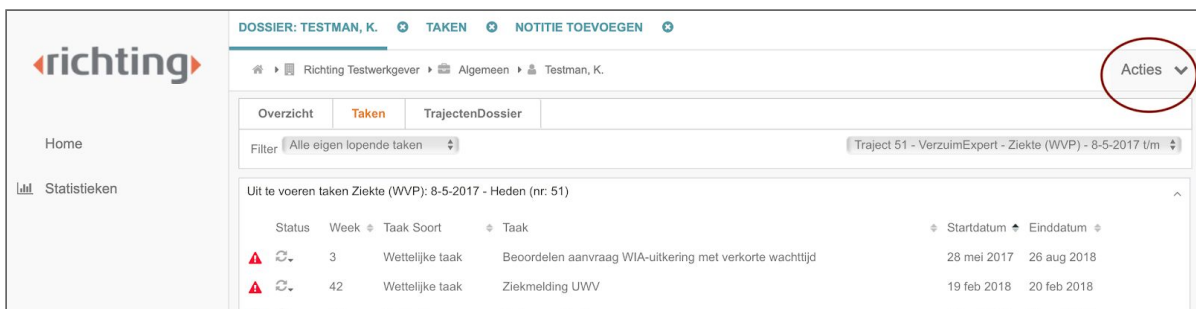 DOSSIER: TESTMAN, K. TAKEN NOTITIE TOEVOEGEN
richting
Richting Testwerkgever Algemeen Testman, K.
Acties
Overzicht Taken TrajectenDossier
Home
Filter Alle eigen lopende taken Traject 51 - VerzuimExpert - Ziekte (WVP) - 8-5-2017 t/m
Statistieken
Uit te voeren taken Ziekte (WVP): 8-5-2017 - Heden (nr: 51)
Status Week Taak Soort Taak Startdatum Einddatum
3 Wettelijke taak Beoordelen aanvraag WIA-uitkering met verkorte wachttijd 28 mei 2017 26 aug 2018
42 Wettelijke taak Ziekmelding UWV 19 feb 2018 20 feb 2018